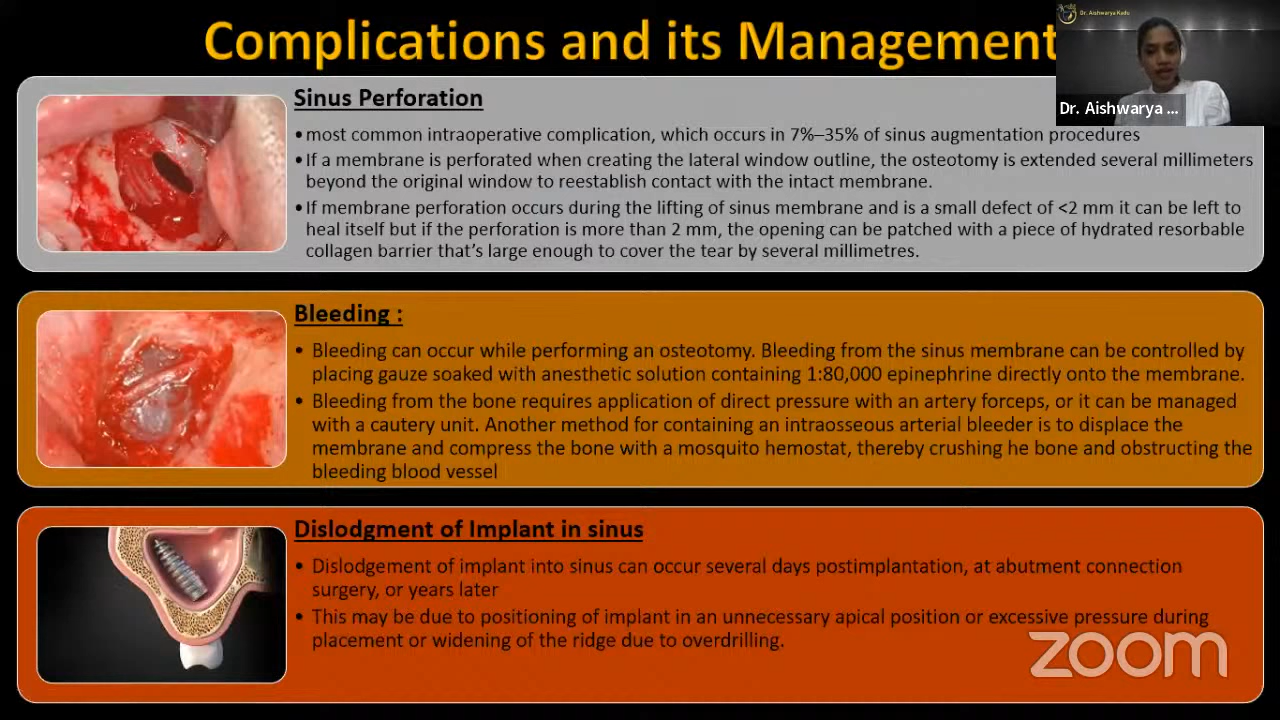 Complications and its Management
Dr. Aishwarya Kadu
Dr. Aishwarya ...
Sinus Perforation
•most common intraoperative complication, which occurs in 7%–35% of sinus augmentation procedures
•If a membrane is perforated when creating the lateral window outline, the osteotomy is extended several millimeters
beyond the original window to reestablish contact with the intact membrane.
•If membrane perforation occurs during the lifting of sinus membrane and is a small defect of <2 mm it can be left to
heal itself but if the perforation is more than 2 mm, the opening can be patched with a piece of hydrated resorbable
collagen barrier that's large enough to cover the tear by several millimetres.
Bleeding :
• Bleeding can occur while performing an osteotomy. Bleeding from the sinus membrane can be controlled by
placing gauze soaked with anesthetic solution containing 1:80,000 epinephrine directly onto the membrane.
• Bleeding from the bone requires application of direct pressure with an artery forceps, or it can be managed
with a cautery unit. Another method for containing an intraosseous arterial bleeder is to displace the
membrane and compress the bone with a mosquito hemostat, thereby crushing he bone and obstructing the
bleeding blood vessel
Dislodgment of Implant in sinus
• Dislodgement of implant into sinus can occur several days postimplantation, at abutment connection
surgery, or years later
• This may be due to positioning of implant in an unnecessary apical position or excessive pressure during
placement or widening of the ridge due to overdrilling.
zoom